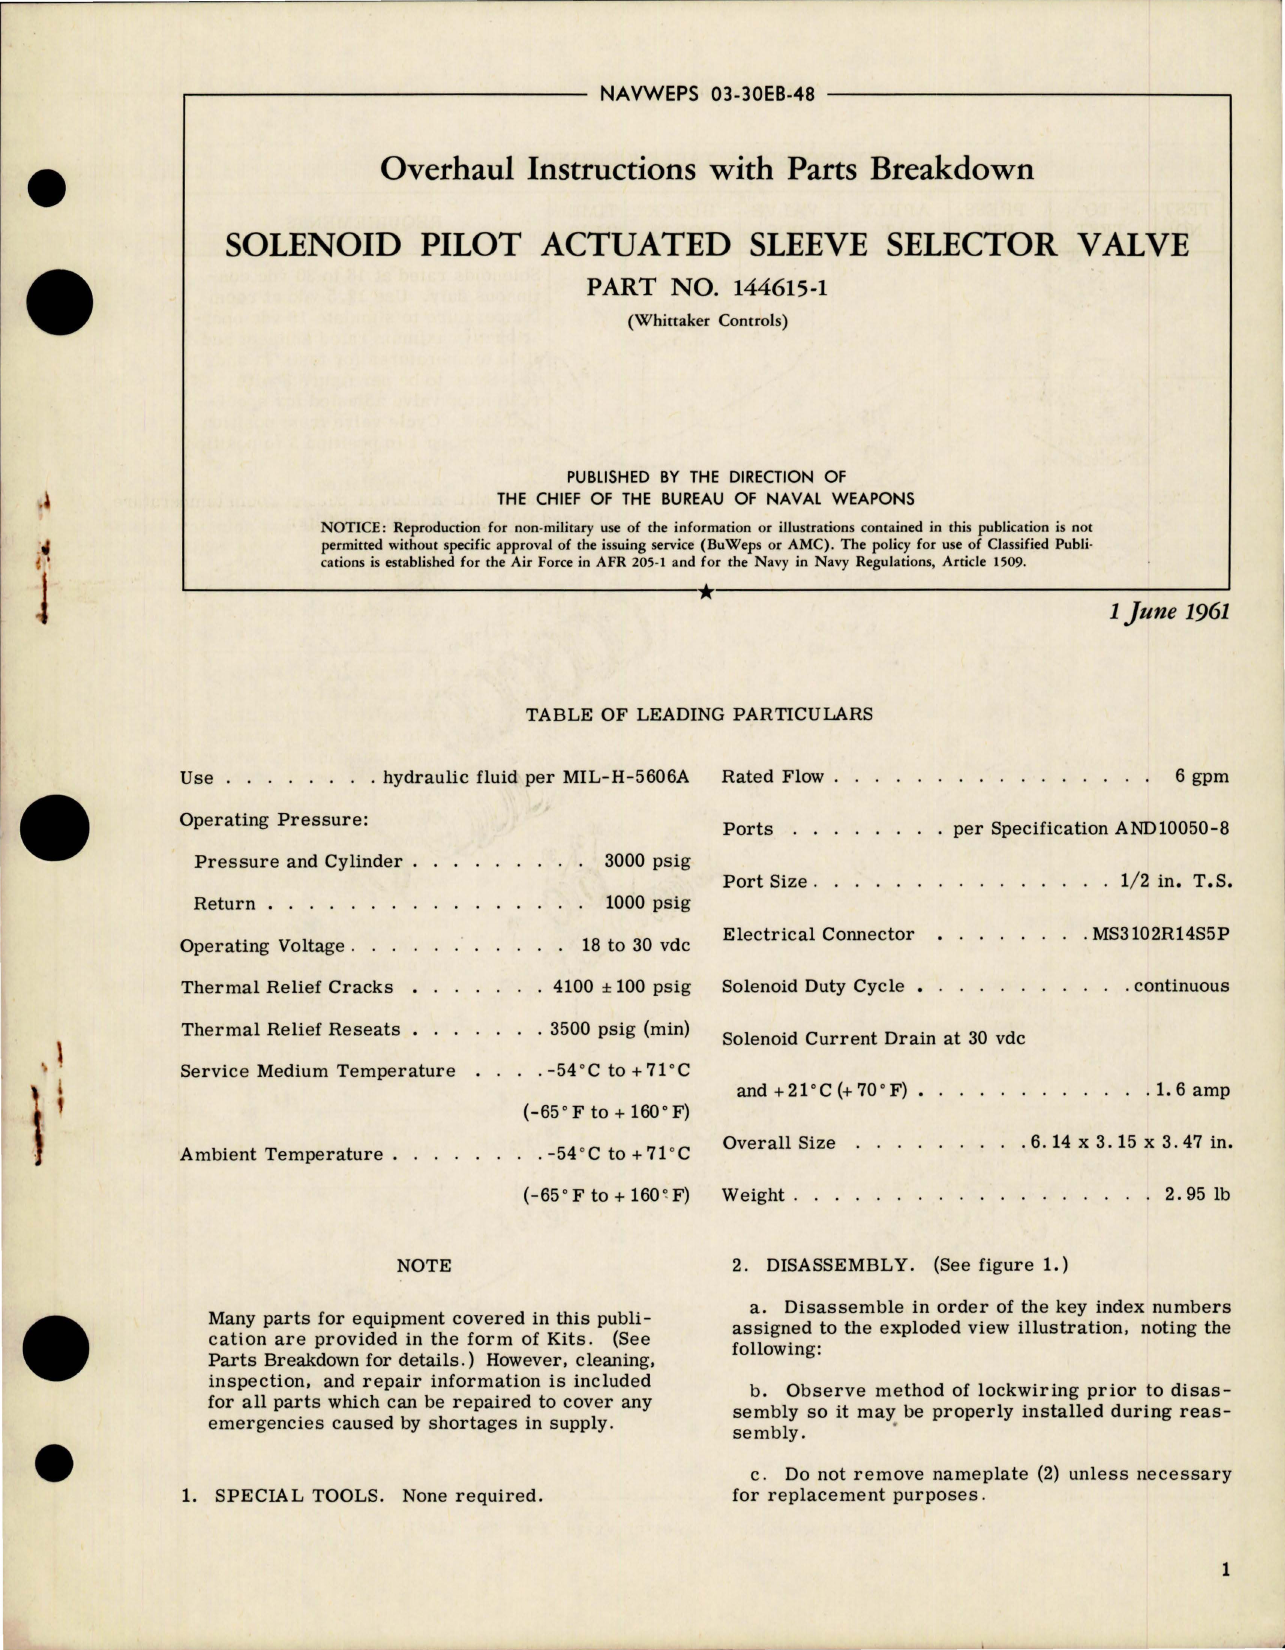 NAVWEPS 03-30EB-48
Overhaul Instructions with Parts Breakdown
SOLENOID PILOT ACTUATED SLEEVE SELECTOR VALVE
PART NO. 144615-1
(Whittaker Controls)
PUBLISHED BY THE DIRECTION OF
THE CHIEF OF THE BUREAU OF NAVAL WEAPONS
NOTICE: Reproduction for non-military use of the information or illustrations contained in this publication is not
permitted without specific approval of the issuing service (BuWeps or AMC). The policy for use of Classified Publi-
cations is established for the Air Force in AFR 205-1 and for the Navy in Navy Regulations, Article 1509.
1 June 1961
TABLE OF LEADING PARTICULARS
Use . . . . . . . . hydraulic fluid per MIL-H-5606A
Operating Pressure:
Pressure and Cylinder . . . . . . . . . 3000 psig
Return . . . . . . . . . . . . . . . . 1000 psig
Operating Voltage . . . . . . . . . . . 18 to 30 vdc
Thermal Relief Cracks . . . . . . . 4100 ±100 psig
Thermal Relief Reseats . . . . . . . 3500 psig (min)
Service Medium Temperature . . . . -54°C to +71°C
(-65°F to +160°F)
Ambient Temperature . . . . . . . . -54°C to +71°C
(-65°F to +160°F)
Rated Flow . . . . . . . . . . . . . . . . 6 gpm
Ports . . . . . . . . per Specification AND10050-8
Port Size . . . . . . . . . . . . . . . 1/2 in. T.S.
Electrical Connector . . . . . . . . MS3102R14S5P
Solenoid Duty Cycle . . . . . . . . . . . continuous
Solenoid Current Drain at 30 vdc
and +21°C (+70°F) . . . . . . . . . . . . 1.6 amp
Overall Size . . . . . . . . . 6.14 x 3.15 x 3.47 in.
Weight . . . . . . . . . . . . . . . . . . 2.95 lb
NOTE
Many parts for equipment covered in this publi-
cation are provided in the form of Kits. (See
Parts Breakdown for details.) However, cleaning,
inspection, and repair information is included
for all parts which can be repaired to cover any
emergencies caused by shortages in supply.
1. SPECIAL TOOLS. None required.
2. DISASSEMBLY. (See figure 1.)
a. Disassemble in order of the key index numbers
assigned to the exploded view illustration, noting the
following:
b. Observe method of lockwiring prior to disas-
sembly so it may be properly installed during reas-
sembly.
c. Do not remove nameplate (2) unless necessary
for replacement purposes.
1